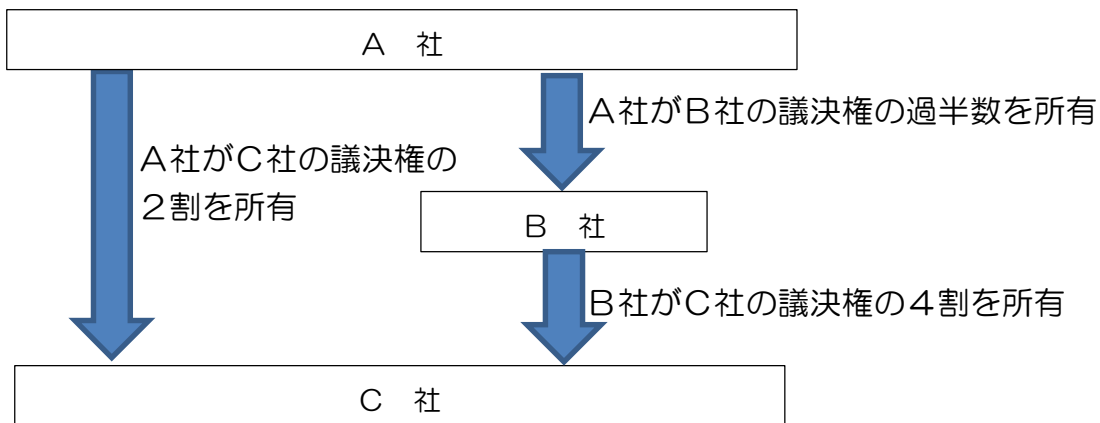 A 社
A社がB社の議決権の過半数を所有
A社がC社の議決権の
2割を所有
B 社
B社がC社の議決権の4割を所有
C 社